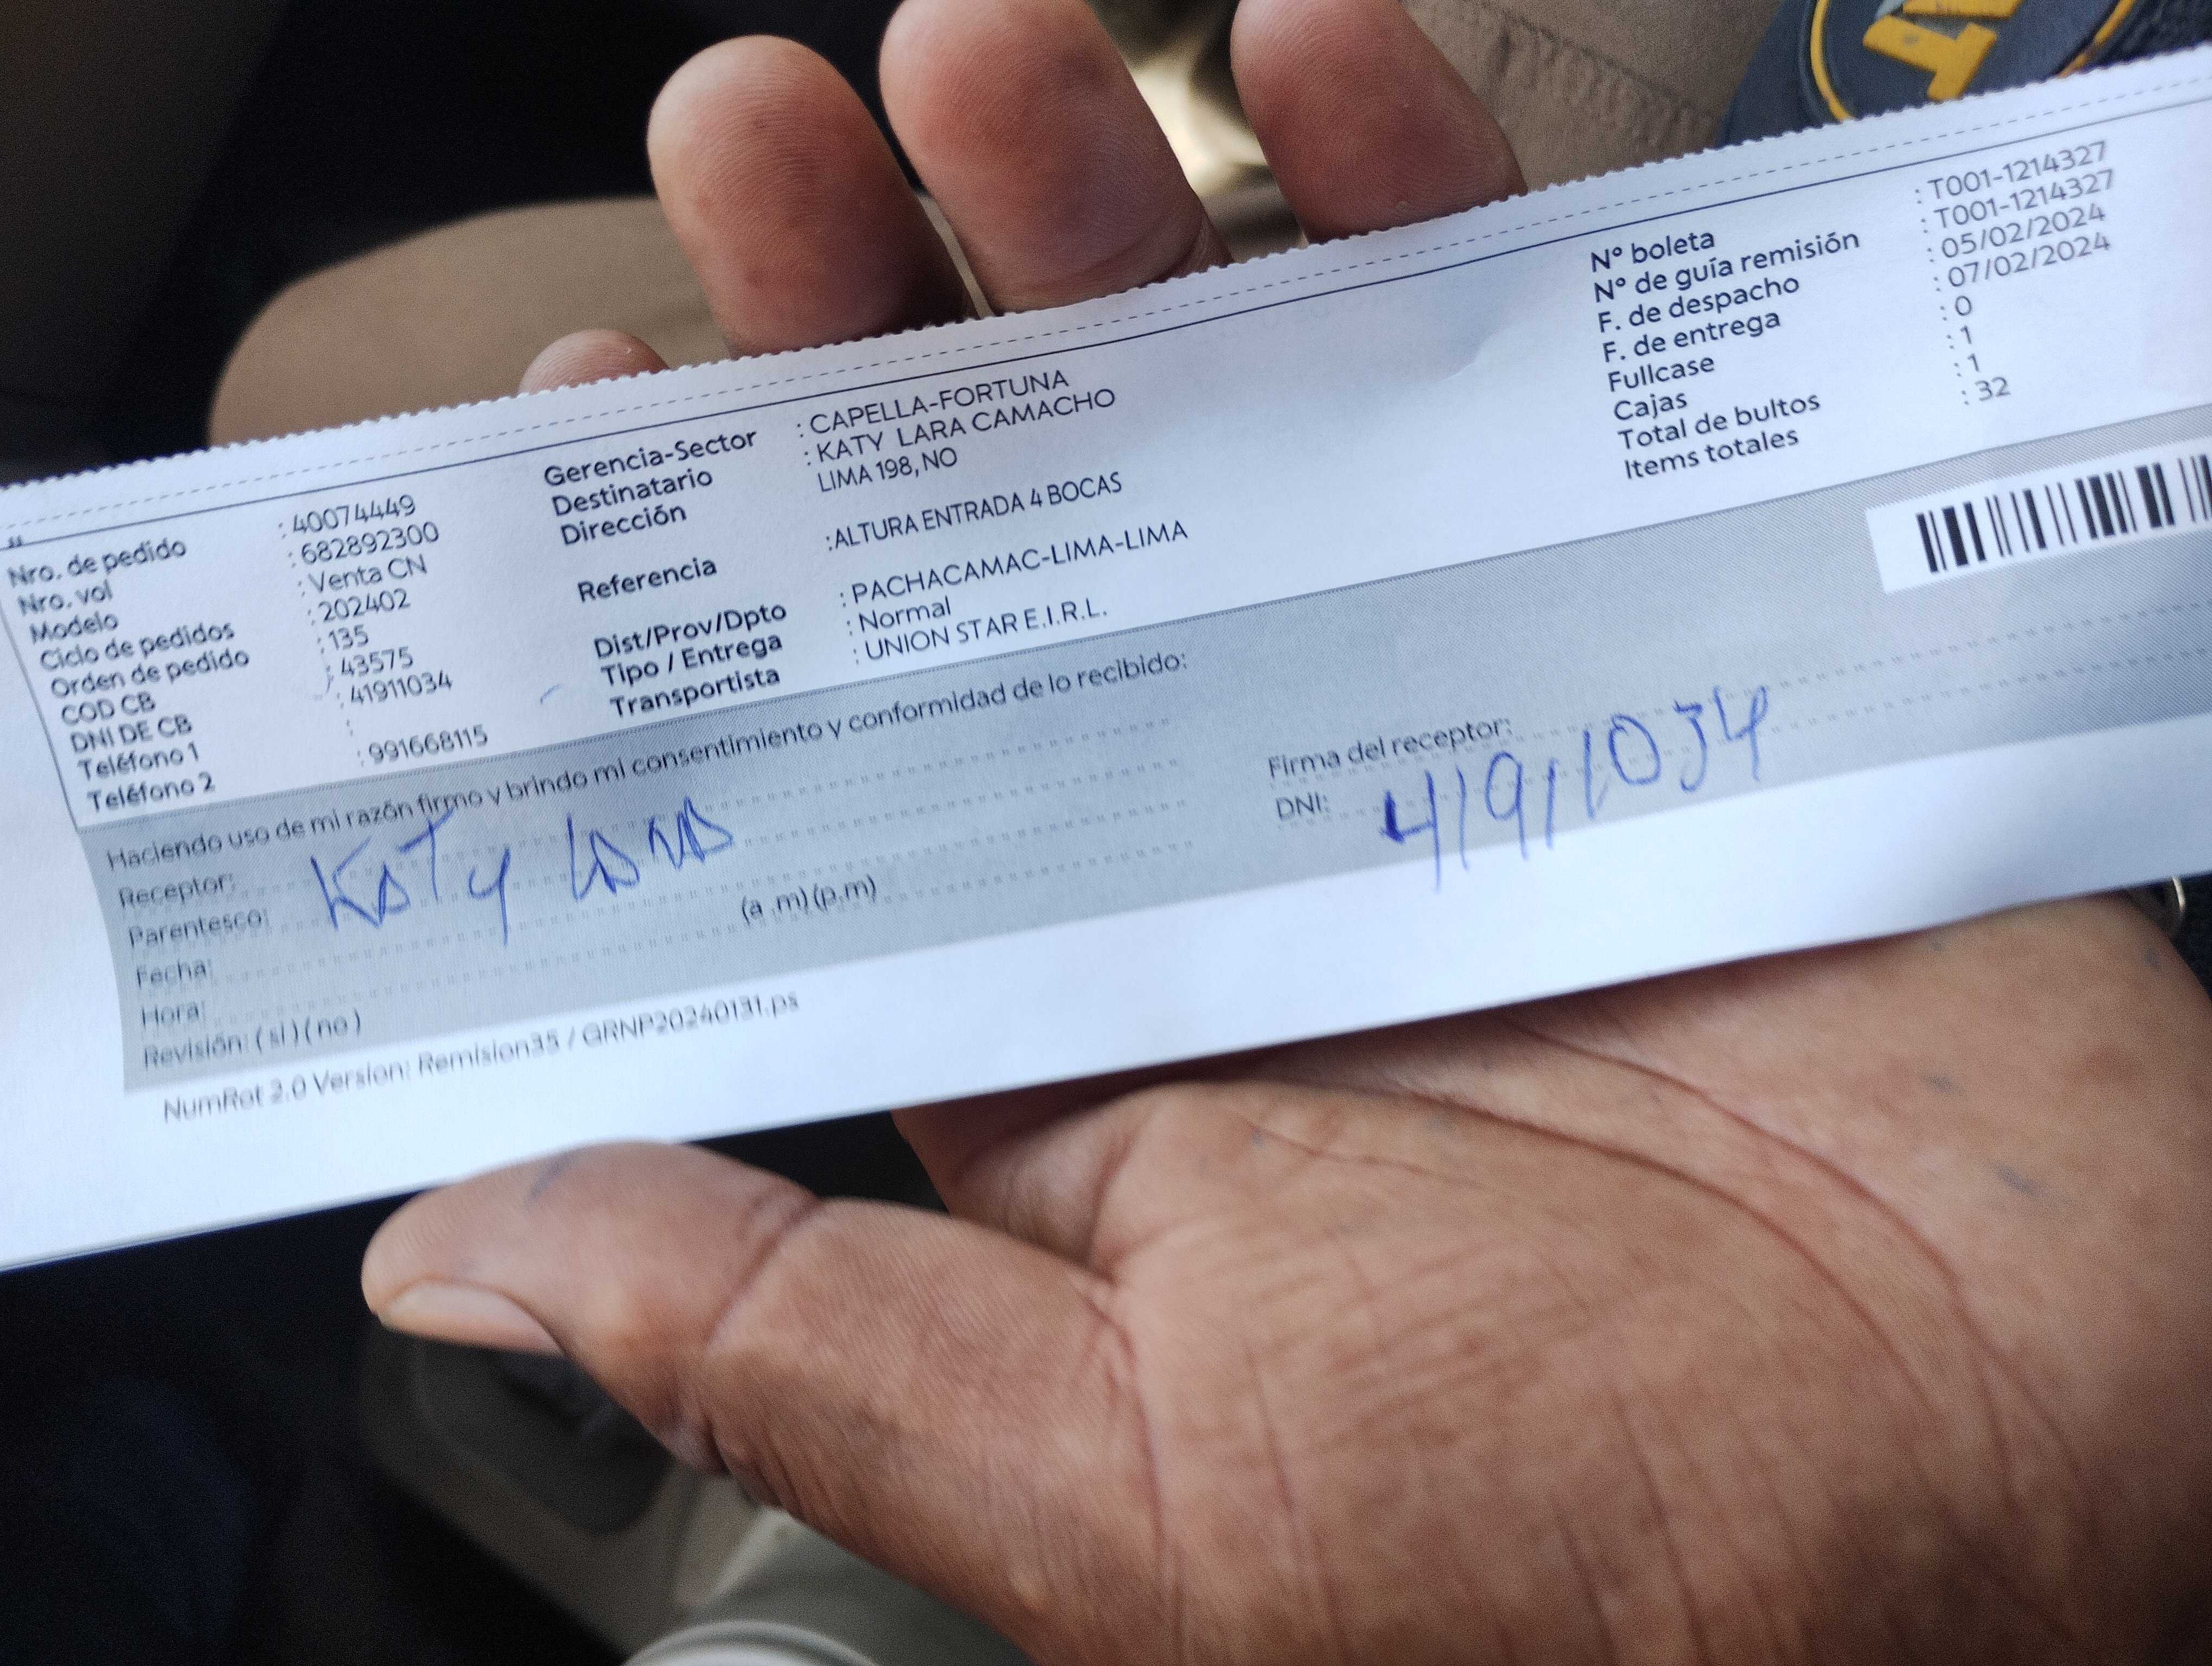 Nro. de pedido : 40074449
Nro. vol : 682892300
Modelo : Venta CN
Ciclo de pedidos : 202402
Orden de pedido : 135
COD CB : 43575
DNI DE CB : 41911034
Teléfono 1 :
Teléfono 2 : 991668115
Gerencia-Sector : CAPELLA-FORTUNA
Destinatario : KATY LARA CAMACHO
Dirección LIMA 198, NO
Referencia :ALTURA ENTRADA 4 BOCAS
Dist/Prov/Dpto : PACHACAMAC-LIMA-LIMA
Tipo / Entrega : Normal
Transportista : UNION STAR E.I.R.L.
N° boleta : T001-1214327
N° de guía remisión : T001-1214327
F. de despacho : 05/02/2024
F. de entrega : 07/02/2024
Fullcase : 0
Cajas : 1
Total de bultos : 1
Items totales : 32
Haciendo uso de mi razón firmo y brindo mi consentimiento y conformidad de lo recibido:
Receptor: KATY LARA
Parentesco:
Fecha:
Hora: (a .m) (p.m)
Revisión: ( si ) ( no )
Firma del receptor:
DNI: 41911034
NumRot 2.0 Version: Remision35 / GRNP20240131.ps